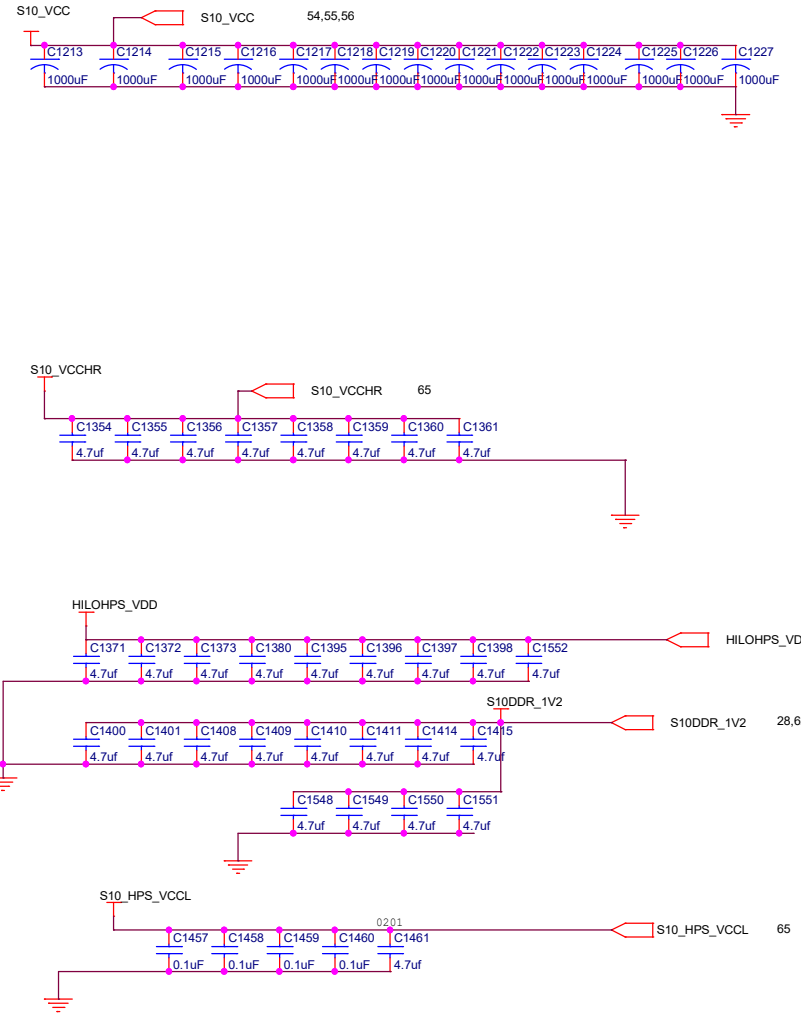 S10_VCC
S10_VCC 54,55,56
C1213 C1214 C1215 C1216 C1217 C1218 C1219 C1220 C1221 C1222 C1223 C1224 C1225 C1226 C1227
1000uF 1000uF 1000uF 1000uF 1000uF 1000uF 1000uF 1000uF 1000uF 1000uF 1000uF 1000uF 1000uF 1000uF 1000uF
S10_VCCHR
S10_VCCHR 65
C1354 C1355 C1356 C1357 C1358 C1359 C1360 C1361
4.7uf 4.7uf 4.7uf 4.7uf 4.7uf 4.7uf 4.7uf 4.7uf
HILOHPS_VDD
HILOHPS_VD
C1371 C1372 C1373 C1380 C1395 C1396 C1397 C1398 C1552
4.7uf 4.7uf 4.7uf 4.7uf 4.7uf 4.7uf 4.7uf 4.7uf 4.7uf
S10DDR_1V2
S10DDR_1V2 28,6
C1400 C1401 C1408 C1409 C1410 C1411 C1414 C1415
4.7uf 4.7uf 4.7uf 4.7uf 4.7uf 4.7uf 4.7uf 4.7uf
C1548 C1549 C1550 C1551
4.7uf 4.7uf 4.7uf 4.7uf
S10_HPS_VCCL
0201
S10_HPS_VCCL 65
C1457 C1458 C1459 C1460 C1461
0.1uF 0.1uF 0.1uF 0.1uF 4.7uf